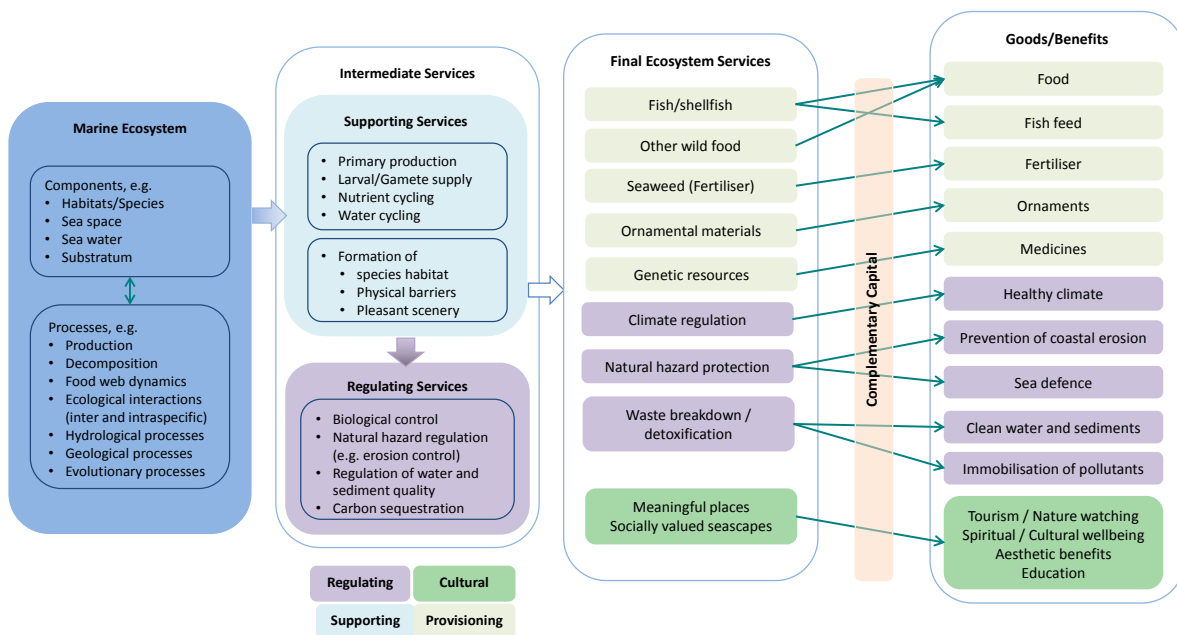 Marine Ecosystem
Components, e.g.
• Habitats/Species
• Sea space
• Sea water
• Substratum
Processes, e.g.
• Production
• Decomposition
• Food web dynamics
• Ecological interactions
(inter and intraspecific)
• Hydrological processes
• Geological processes
• Evolutionary processes
Intermediate Services
Supporting Services
• Primary production
• Larval/Gamete supply
• Nutrient cycling
• Water cycling
• Formation of
• species habitat
• Physical barriers
• Pleasant scenery
Regulating Services
• Biological control
• Natural hazard regulation
(e.g. erosion control)
• Regulation of water and
sediment quality
• Carbon sequestration
Regulating
Cultural
Supporting
Provisioning
Final Ecosystem Services
Fish/shellfish
Other wild food
Seaweed (Fertiliser)
Ornamental materials
Genetic resources
Climate regulation
Natural hazard protection
Waste breakdown /
detoxification
Meaningful places
Socially valued seascapes
Complementary Capital
Goods/Benefits
Food
Fish feed
Fertiliser
Ornaments
Medicines
Healthy climate
Prevention of coastal erosion
Sea defence
Clean water and sediments
Immobilisation of pollutants
Tourism / Nature watching
Spiritual / Cultural wellbeing
Aesthetic benefits
Education